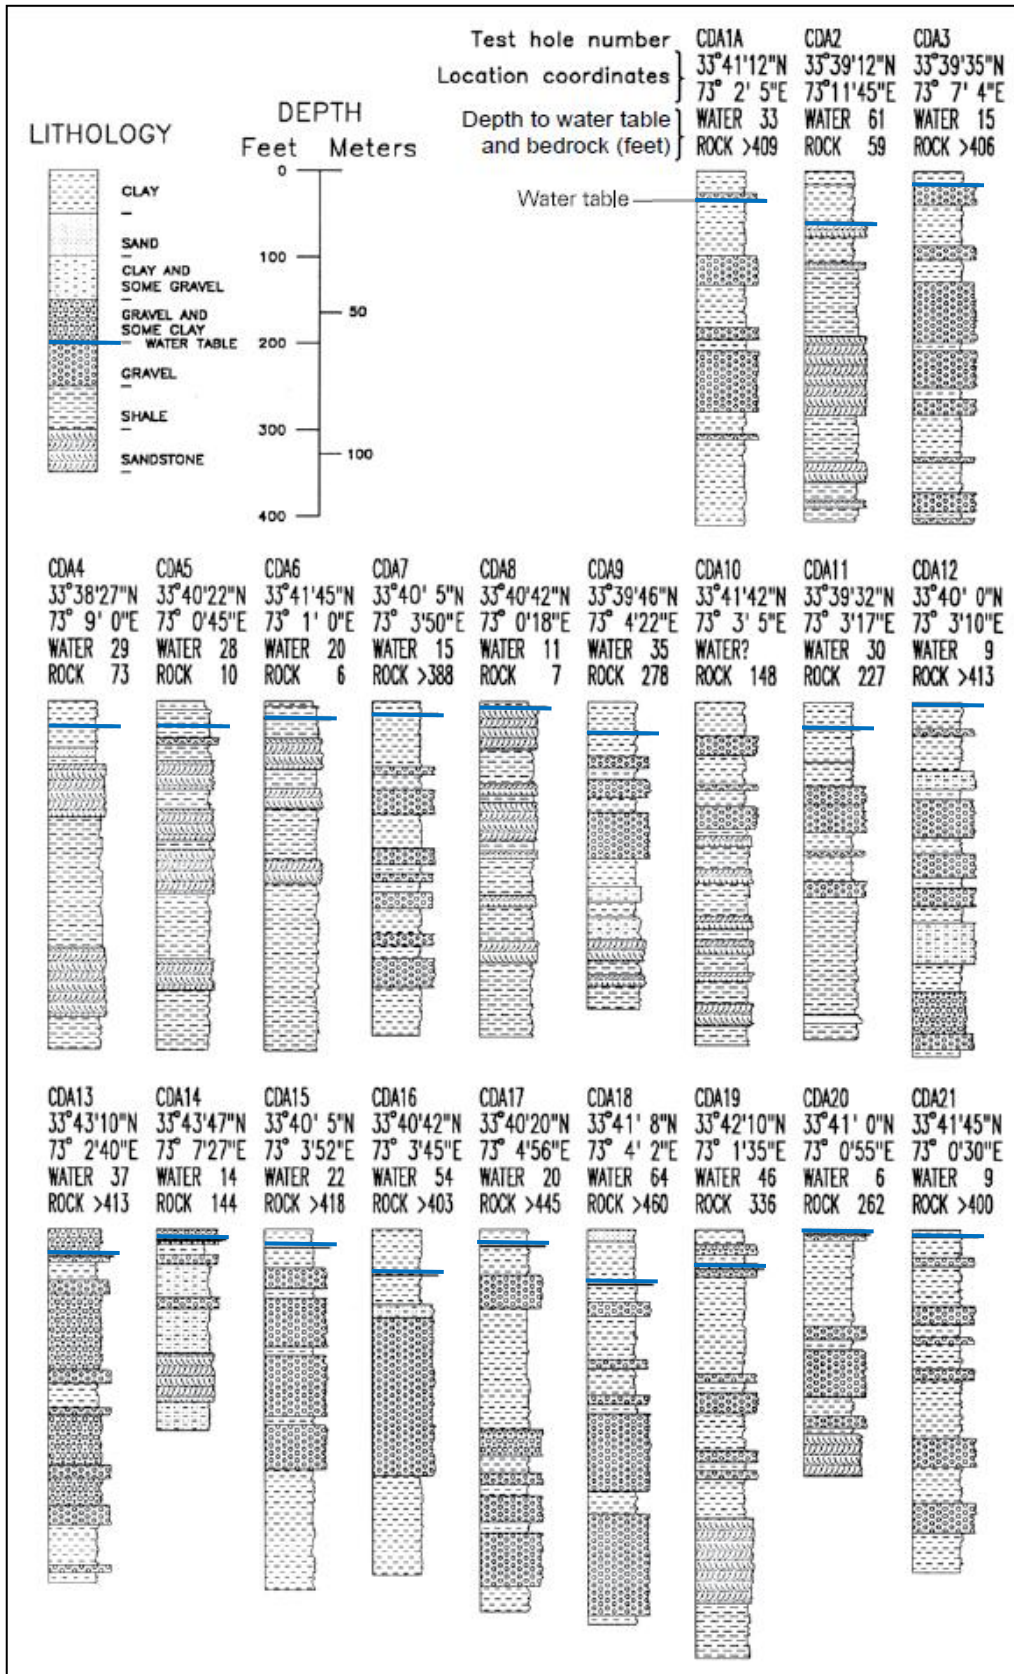 Test hole number
Location coordinates
Depth to water table
and bedrock (feet)
CDA1A
33°41'12"N
73° 2' 5"E
WATER 33
ROCK >409
CDA2
33°39'12"N
73°11'45"E
WATER 61
ROCK 59
CDA3
33°39'35"N
73° 7' 4"E
WATER 15
ROCK >406
LITHOLOGY
CLAY
SAND
CLAY AND
SOME GRAVEL
GRAVEL AND
SOME CLAY
WATER TABLE
GRAVEL
SHALE
SANDSTONE
DEPTH
Feet Meters
0
100
50
200
300
100
400
Water table
CDA4
33°38'27"N
73° 9' 0"E
WATER 29
ROCK 73
CDA5
33°40'22"N
73° 0'45"E
WATER 28
ROCK 10
CDA6
33°41'45"N
73° 1' 0"E
WATER 20
ROCK 6
CDA7
33°40' 5"N
73° 3'50"E
WATER 15
ROCK >388
CDA8
33°40'42"N
73° 0'18"E
WATER 11
ROCK 7
CDA9
33°39'46"N
73° 4'22"E
WATER 35
ROCK 278
CDA10
33°41'42"N
73° 3' 5"E
WATER?
ROCK 148
CDA11
33°39'32"N
73° 3'17"E
WATER 30
ROCK 227
CDA12
33°40' 0"N
73° 3'10"E
WATER 9
ROCK >413
CDA13
33°43'10"N
73° 2'40"E
WATER 37
ROCK >413
CDA14
33°43'47"N
73° 7'27"E
WATER 14
ROCK 144
CDA15
33°40' 5"N
73° 3'52"E
WATER 22
ROCK >418
CDA16
33°40'42"N
73° 3'45"E
WATER 54
ROCK >403
CDA17
33°40'20"N
73° 4'56"E
WATER 20
ROCK >445
CDA18
33°41' 8"N
73° 4' 2"E
WATER 64
ROCK >460
CDA19
33°42'10"N
73° 1'35"E
WATER 46
ROCK 336
CDA20
33°41' 0"N
73° 0'55"E
WATER 6
ROCK 262
CDA21
33°41'45"N
73° 0'30"E
WATER 9
ROCK >400